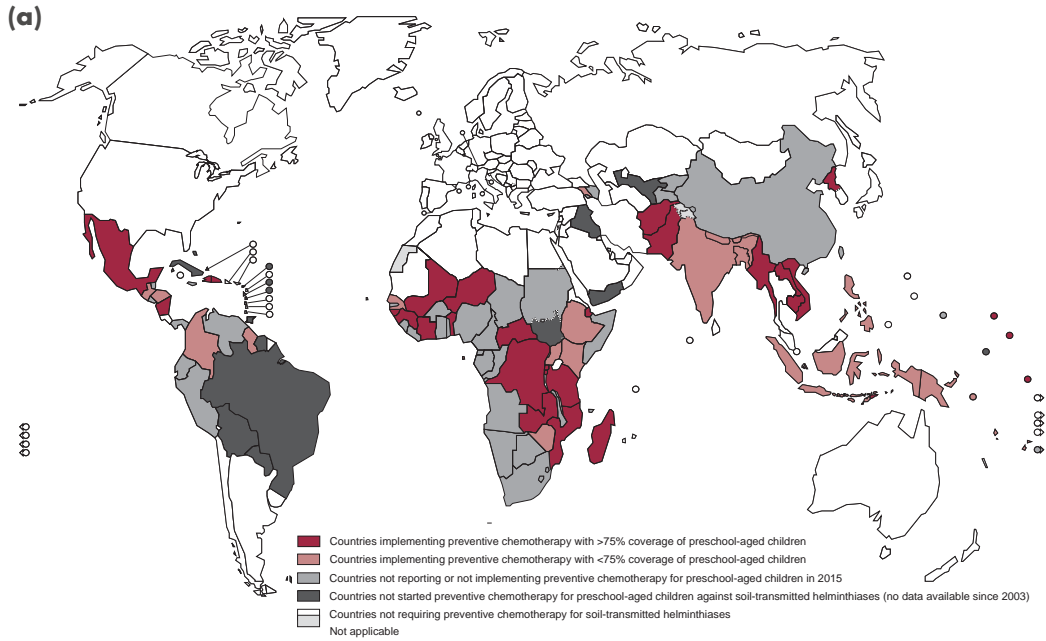 (a)
Countries implementing preventive chemotherapy with >75% coverage of preschool-aged children
Countries implementing preventive chemotherapy with <75% coverage of preschool-aged children
Countries not reporting or not implementing preventive chemotherapy for preschool-aged children in 2015
Countries not started preventive chemotherapy for preschool-aged children against soil-transmitted helminthiases (no data available since 2003)
Countries not requiring preventive chemotherapy for soil-transmitted helminthiases
Not applicable